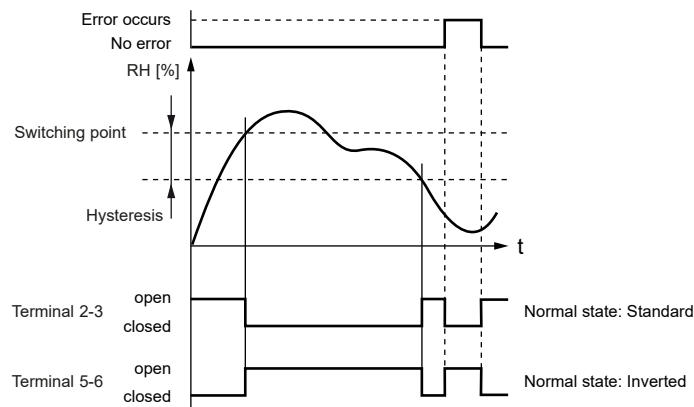 Error occurs
No error
RH [%]
Switching point
Hysteresis
t
open
Terminal 2-3
closed
Normal state: Standard
open
Terminal 5-6
closed
Normal state: Inverted